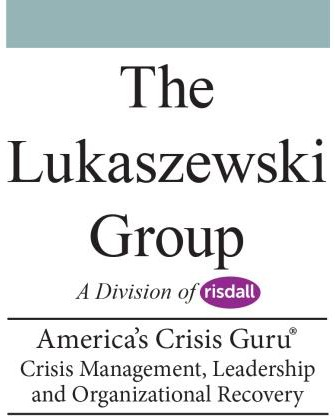 The
Lukaszewski
Group
A Division of risdall
America's Crisis Guru®
Crisis Management, Leadership
and Organizational Recovery